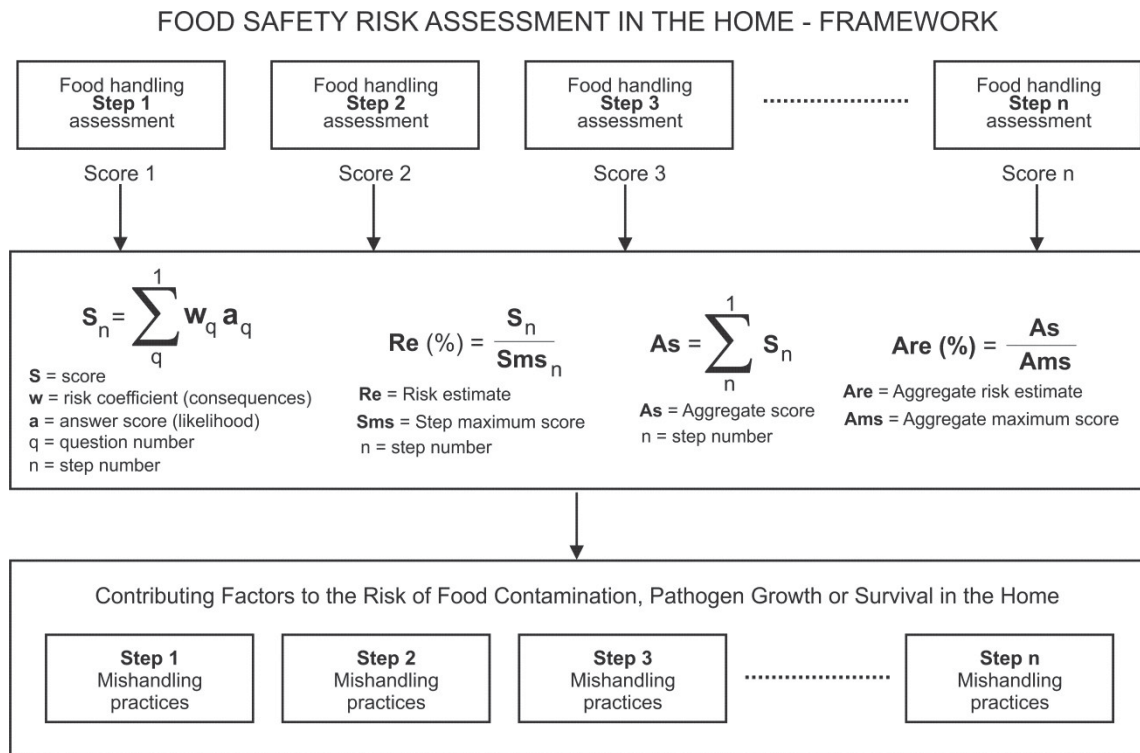 FOOD SAFETY RISK ASSESSMENT IN THE HOME - FRAMEWORK
Food handling
Step 1
assessment
Food handling
Step 2
assessment
Food handling
Step 3
assessment
Food handling
Step n
assessment
Score 1
Score 2
Score 3
Score n
Sₙ = ∑ (1, q) w_q a_q
S = score
w = risk coefficient (consequences)
a = answer score (likelihood)
q = question number
n = step number
Re (%) = Sₙ / Smsₙ
Re = Risk estimate
Sms = Step maximum score
n = step number
As = ∑ (1, n) Sₙ
As = Aggregate score
n = step number
Are (%) = As / Ams
Are = Aggregate risk estimate
Ams = Aggregate maximum score
Contributing Factors to the Risk of Food Contamination, Pathogen Growth or Survival in the Home
Step 1
Mishandling
practices
Step 2
Mishandling
practices
Step 3
Mishandling
practices
Step n
Mishandling
practices